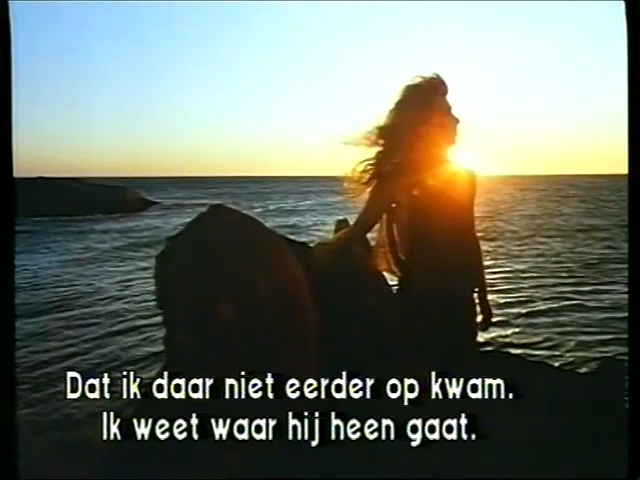 Dat ik daar niet eerder op kwam.
Ik weet waar hij heen gaat.